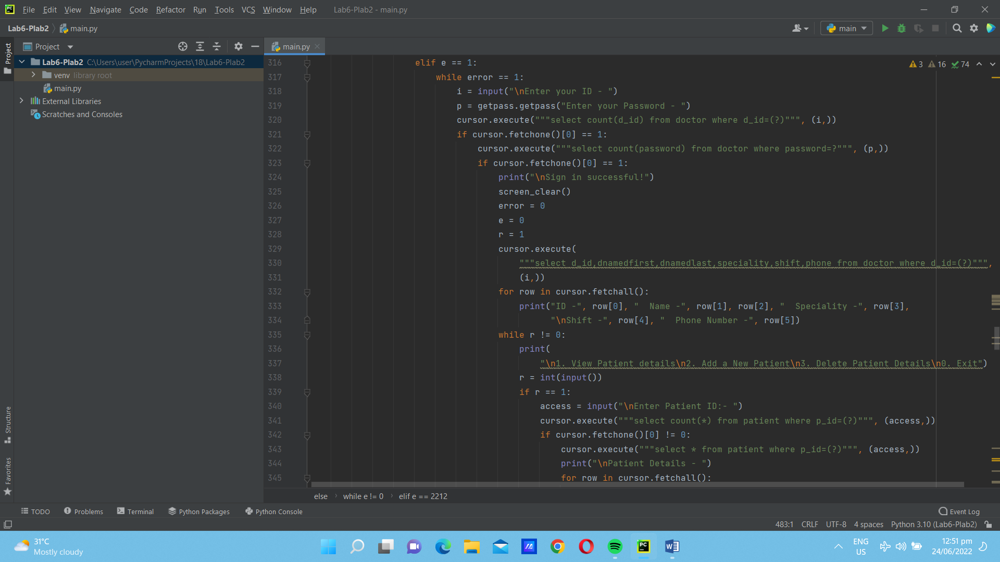 File Edit View Navigate Code Refactor Run Tools VCS Window Help Lab6-Plab2 - main.py
Lab6-Plab2 main.py
main
Project
Project
main.py
Lab6-Plab2 C:\Users\user\PycharmProjects\18\Lab6-Plab2
venv library root
main.py
External Libraries
Scratches and Consoles
3 16 74
316 elif e == 1:
317 while error == 1:
318 i = input("\nEnter your ID - ")
319 p = getpass.getpass("Enter your Password - ")
320 cursor.execute("""select count(d_id) from doctor where d_id=(?)""", (i,))
321 if cursor.fetchone()[0] == 1:
322 cursor.execute("""select count(password) from doctor where password=?""", (p,))
323 if cursor.fetchone()[0] == 1:
324 print("\nSign in successful!")
325 screen_clear()
326 error = 0
327 e = 0
328 r = 1
329 cursor.execute(
330 """select d_id,dnamedfirst,dnamedlast,speciality,shift,phone from doctor where d_id=(?)""",
331 (i,))
332 for row in cursor.fetchall():
333 print("ID -", row[0], "  Name -", row[1], row[2], "  Speciality -", row[3],
334 "\nShift -", row[4], "  Phone Number -", row[5])
335 while r != 0:
336 print(
337 "\n1. View Patient details\n2. Add a New Patient\n3. Delete Patient Details\n0. Exit")
338 r = int(input())
339 if r == 1:
340 access = input("\nEnter Patient ID:- ")
341 cursor.execute("""select count(*) from patient where p_id=(?)""", (access,))
342 if cursor.fetchone()[0] != 0:
343 cursor.execute("""select * from patient where p_id=(?)""", (access,))
344 print("\nPatient Details - ")
345 for row in cursor.fetchall():
Structure
Favorites
else while e != 0 elif e == 2212
TODO Problems Terminal Python Packages Python Console Event Log
483:1 CRLF UTF-8 4 spaces Python 3.10 (Lab6-Plab2)
31°C
Mostly cloudy
ENG
US
12:51 pm
24/06/2022